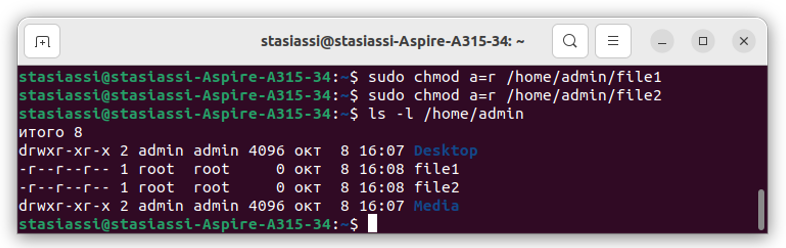 stasiassi@stasiassi-Aspire-A315-34: ~
stasiassi@stasiassi-Aspire-A315-34:~$ sudo chmod a=r /home/admin/file1
stasiassi@stasiassi-Aspire-A315-34:~$ sudo chmod a=r /home/admin/file2
stasiassi@stasiassi-Aspire-A315-34:~$ ls -l /home/admin
итого 8
drwxr-xr-x 2 admin admin 4096 окт  8 16:07 Desktop
-r--r--r-- 1 root  root     0 окт  8 16:08 file1
-r--r--r-- 1 root  root     0 окт  8 16:08 file2
drwxr-xr-x 2 admin admin 4096 окт  8 16:07 Media
stasiassi@stasiassi-Aspire-A315-34:~$